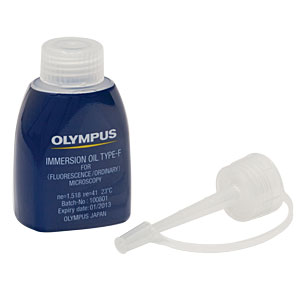 OLYMPUS
IMMERSION OIL TYPE-F
FOR
(FLUORESCENCE/ORDINARY)
MICROSCOPY
ne=1.518 νe=41 23°C
Batch-No : 100801
Expiry date: 01/2013
OLYMPUS JAPAN